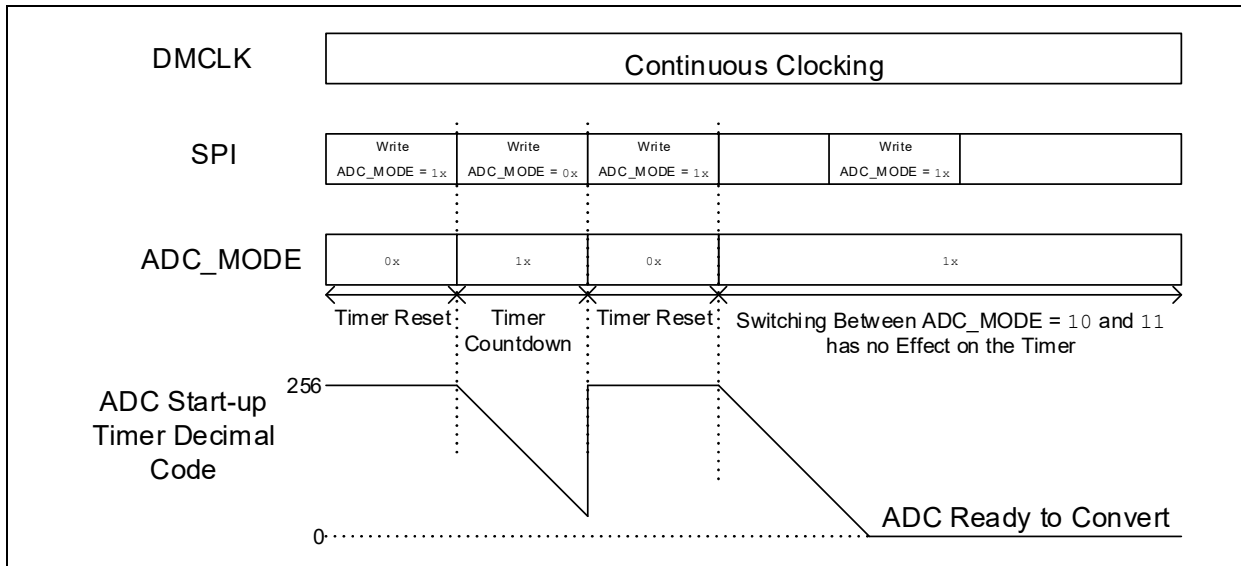 DMCLK
Continuous Clocking
SPI
Write
ADC_MODE = 1x
Write
ADC_MODE = 0x
Write
ADC_MODE = 1x
Write
ADC_MODE = 1x
ADC_MODE
0x
1x
0x
1x
Timer Reset
Timer
Countdown
Timer Reset
Switching Between ADC_MODE = 10 and 11
has no Effect on the Timer
ADC Start-up
Timer Decimal
Code
256
0
ADC Ready to Convert